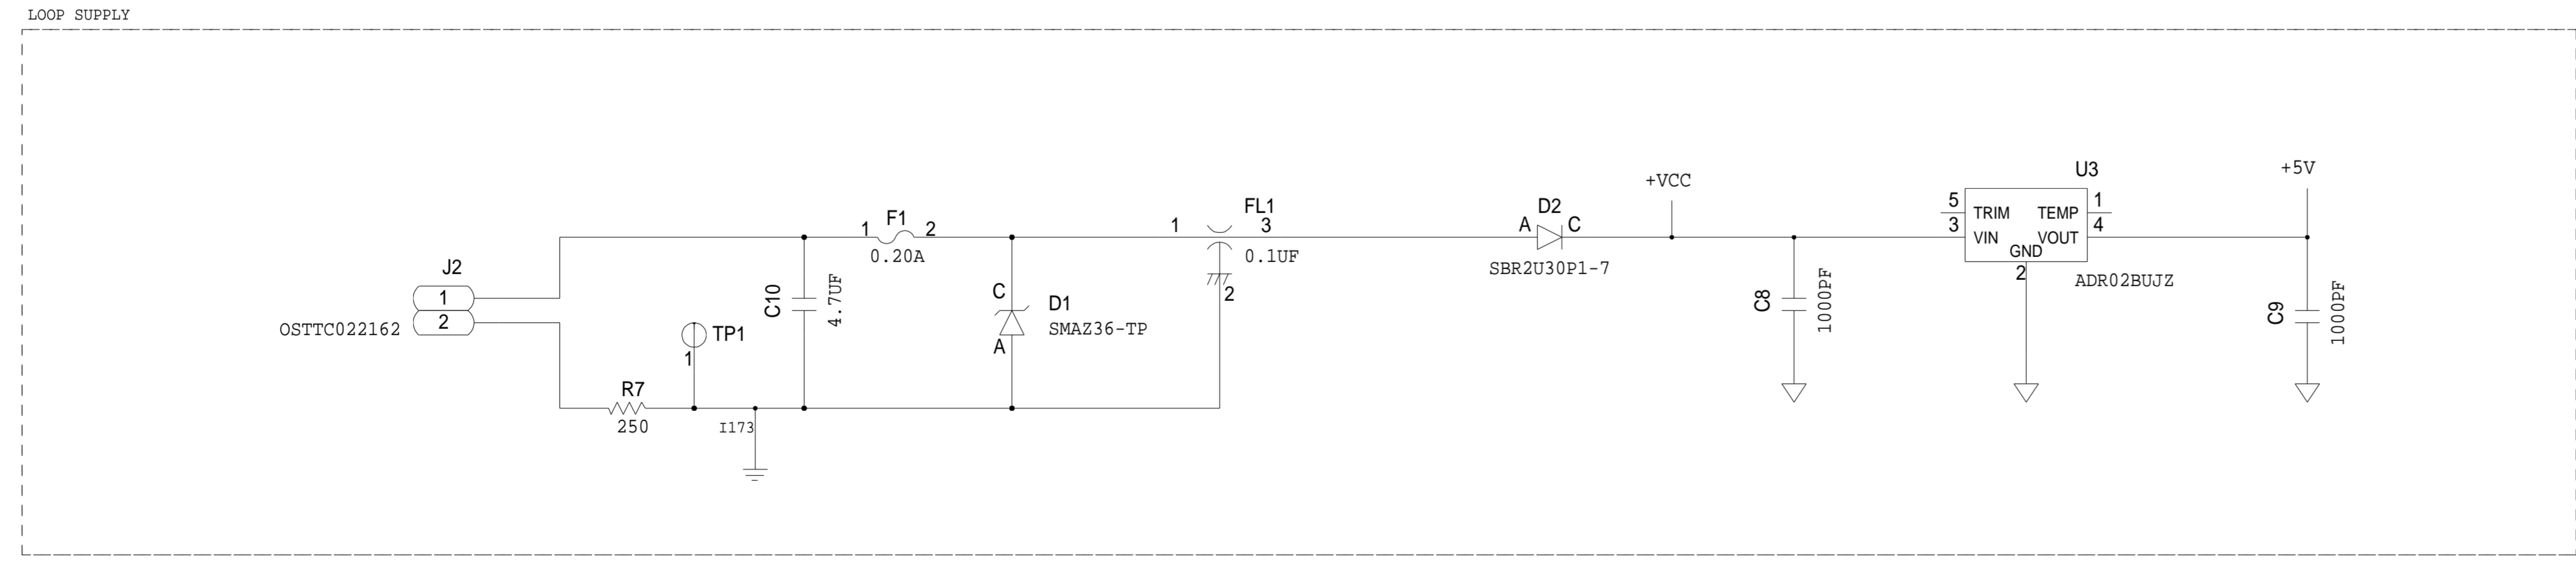 LOOP SUPPLY
J2
1
2
OSTTC022162
R7
250
TP1
1
I173
C10
4.7UF
F1
1
2
0.20A
C
A
D1
SMAZ36-TP
FL1
1
3
0.1UF
2
D2
A
C
SBR2U30P1-7
+VCC
C8
1000PF
U3
5
TRIM
TEMP
1
3
VIN
VOUT
4
GND
2
ADR02BUJZ
+5V
C9
1000PF